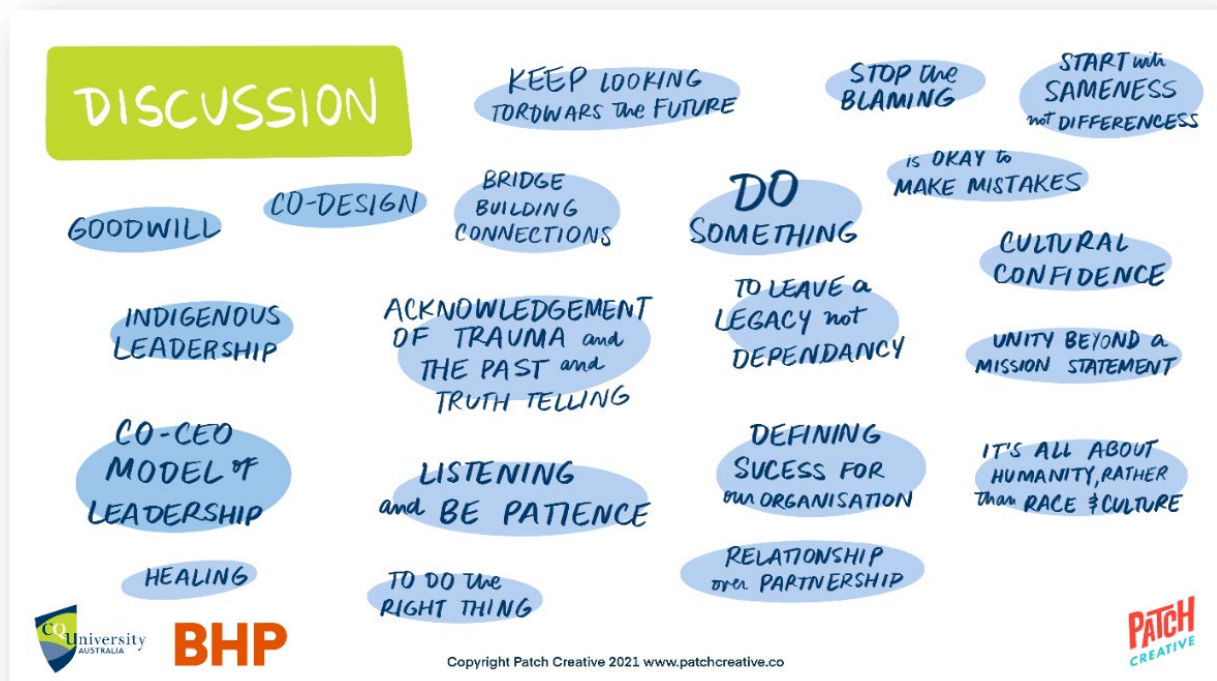 DISCUSSION
KEEP LOOKING
TORDWARS the FUTURE
STOP the
BLAMING
START with
SAMENESS
not DIFFERENCESS
GOODWILL
CO-DESIGN
BRIDGE
BUILDING
CONNECTIONS
DO
SOMETHING
is OKAY to
MAKE MISTAKES
CULTURAL
CONFIDENCE
INDIGENOUS
LEADERSHIP
ACKNOWLEDGEMENT
OF TRAUMA and
THE PAST and
TRUTH TELLING
TO LEAVE a
LEGACY not
DEPENDANCY
UNITY BEYOND a
MISSION STATEMENT
CO-CEO
MODEL of
LEADERSHIP
LISTENING
and BE PATIENCE
DEFINING
SUCESS FOR
our ORGANISATION
IT'S ALL ABOUT
HUMANITY, RATHER
than RACE & CULTURE
HEALING
TO DO the
RIGHT THING
RELATIONSHIP
over PARTNERSHIP
CQUniversity
AUSTRALIA
BHP
Copyright Patch Creative 2021 www.patchcreative.co
PATCH
CREATIVE